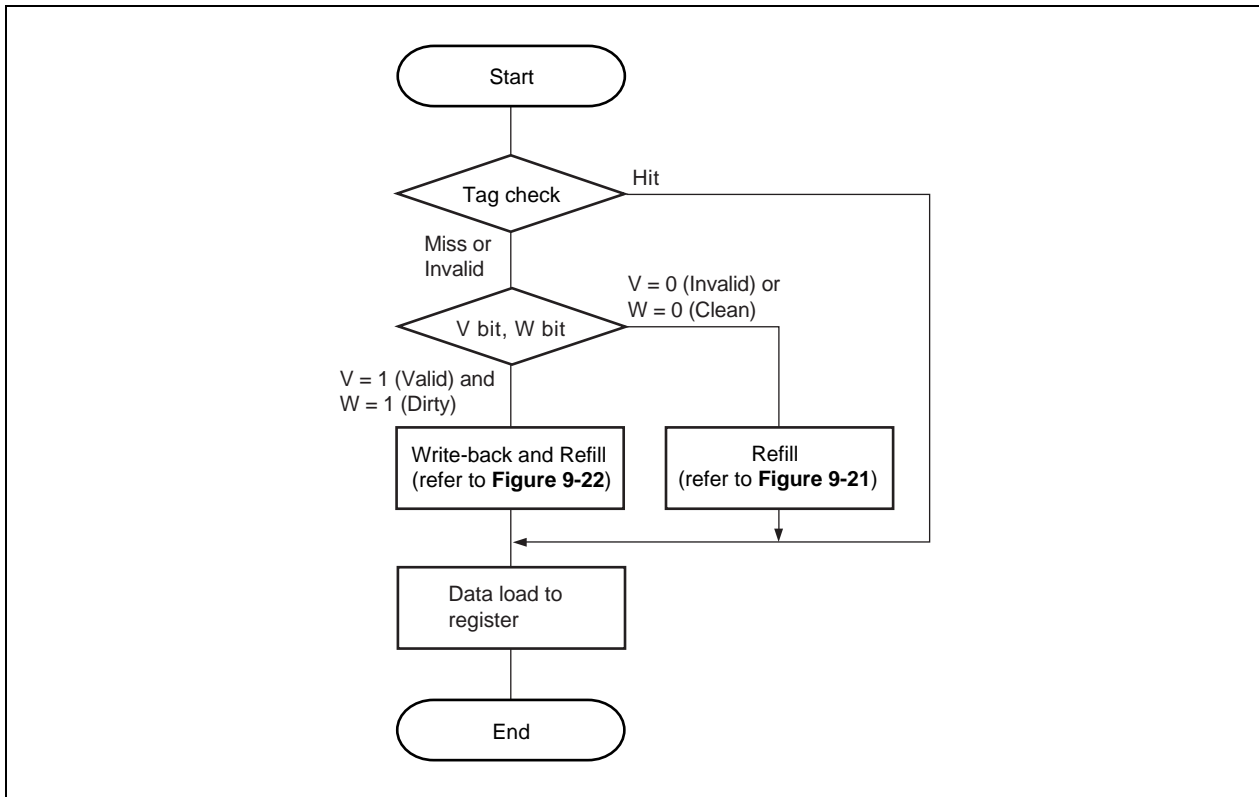 Start
Tag check
Hit
Miss or
Invalid
V = 0 (Invalid) or
W = 0 (Clean)
V bit, W bit
V = 1 (Valid) and
W = 1 (Dirty)
Write-back and Refill
(refer to Figure 9-22)
Refill
(refer to Figure 9-21)
Data load to
register
End